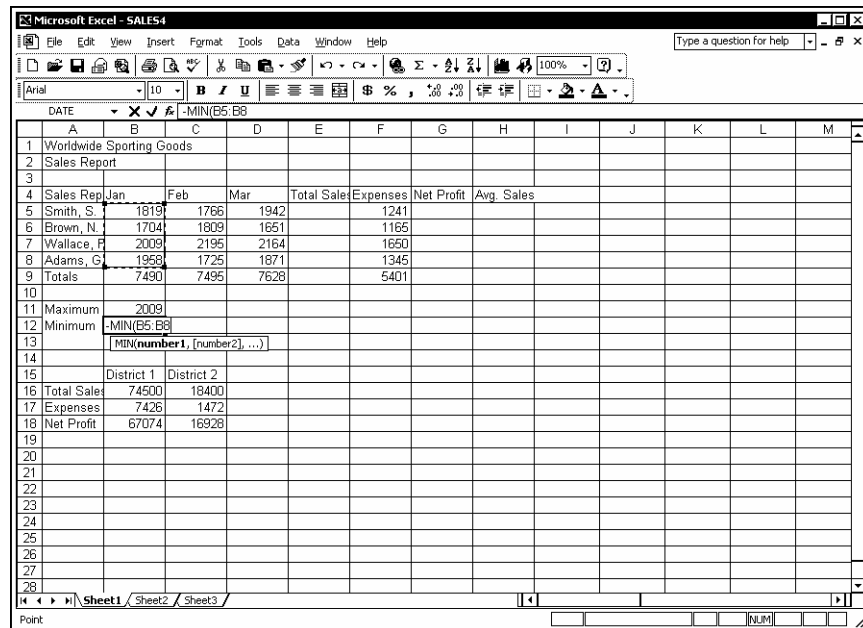 Microsoft Excel - SALES4
File Edit View Insert Format Tools Data Window Help Type a question for help
100%
Arial 10 B I U $ % ,
DATE -MIN(B5:B8
A B C D E F G H I J K L M
1 Worldwide Sporting Goods
2 Sales Report
3
4 Sales Rep Jan Feb Mar Total Sales Expenses Net Profit Avg. Sales
5 Smith, S. 1819 1766 1942 1241
6 Brown, N. 1704 1809 1651 1165
7 Wallace, 2009 2195 2164 1650
8 Adams, G 1958 1725 1871 1345
9 Totals 7490 7495 7628 5401
10
11 Maximum 2009
12 Minimum -MIN(B5:B8
13 MIN(number1, [number2], ...)
14
15 District 1 District 2
16 Total Sales 74500 18400
17 Expenses 7426 1472
18 Net Profit 67074 16928
19
20
21
22
23
24
25
26
27
28
Sheet1 Sheet2 Sheet3
Point NUM